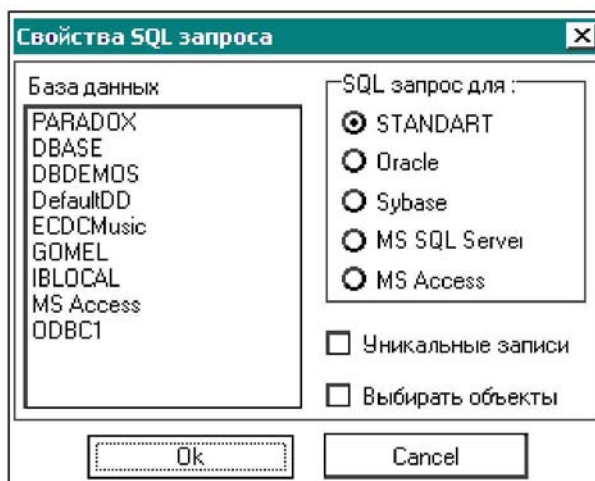 Свойства SQL запроса
База данных
PARADOX
DBASE
DBDEMOS
DefaultDD
ECDCMusic
GOMEL
IBLOCAL
MS Access
ODBC1
SQL запрос для :
STANDART
Oracle
Sybase
MS SQL Server
MS Access
Уникальные записи
Выбирать объекты
Ok
Cancel